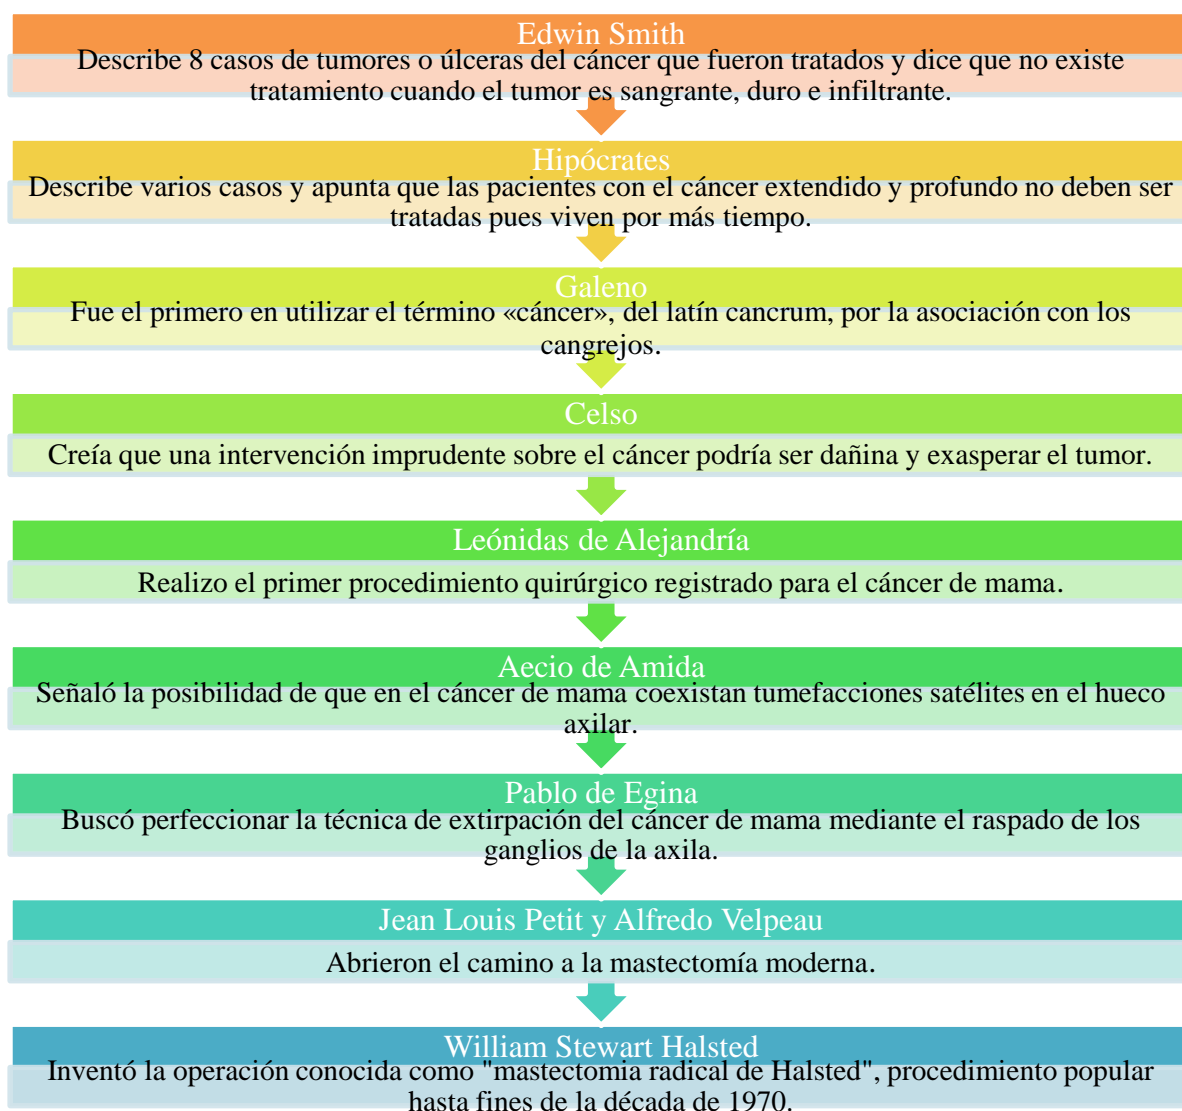 Edwin Smith
Describe 8 casos de tumores o úlceras del cáncer que fueron tratados y dice que no existe
tratamiento cuando el tumor es sangrante, duro e infiltrante.
Hipócrates
Describe varios casos y apunta que las pacientes con el cáncer extendido y profundo no deben ser
tratadas pues viven por más tiempo.
Galeno
Fue el primero en utilizar el término «cáncer», del latín cancrum, por la asociación con los
cangrejos.
Celso
Creía que una intervención imprudente sobre el cáncer podría ser dañina y exasperar el tumor.
Leónidas de Alejandría
Realizo el primer procedimiento quirúrgico registrado para el cáncer de mama.
Aecio de Amida
Señaló la posibilidad de que en el cáncer de mama coexistan tumefacciones satélites en el hueco
axilar.
Pablo de Egina
Buscó perfeccionar la técnica de extirpación del cáncer de mama mediante el raspado de los
ganglios de la axila.
Jean Louis Petit y Alfredo Velpeau
Abrieron el camino a la mastectomía moderna.
William Stewart Halsted
Inventó la operación conocida como "mastectomia radical de Halsted", procedimiento popular
hasta fines de la década de 1970.